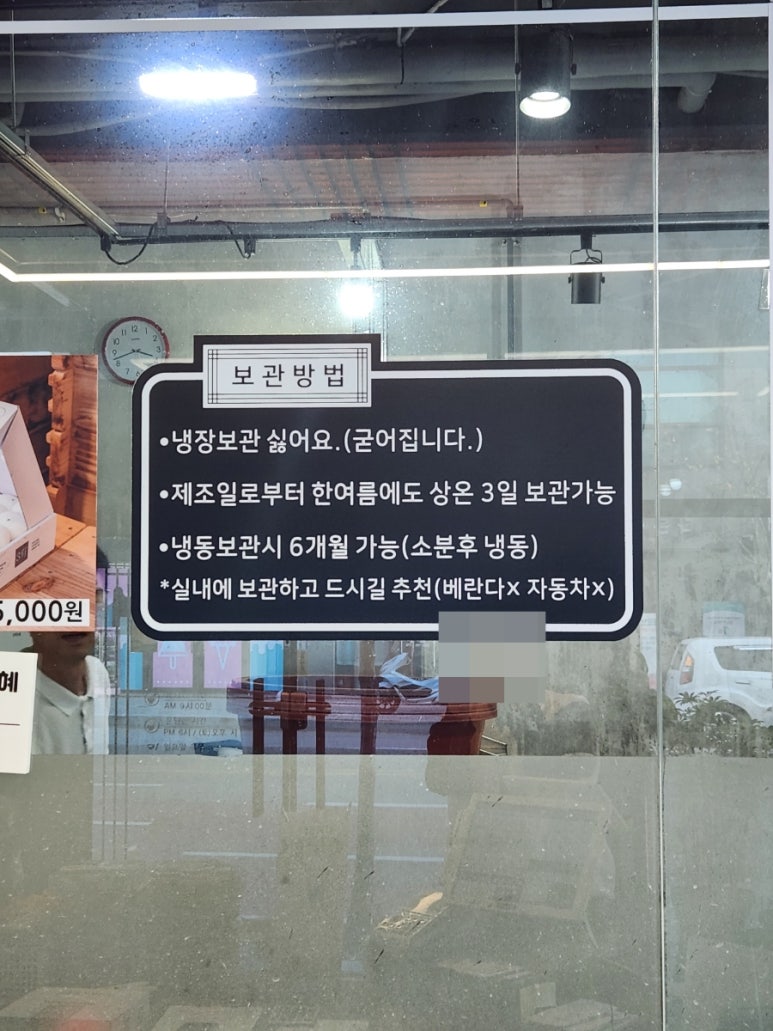 보관방법
•냉장보관 싫어요.(굳어집니다.)
•제조일로부터 한여름에도 상온 3일 보관가능
•냉동보관시 6개월 가능(소분후 냉동)
*실내에 보관하고 드시길 추천(베란다x 자동차x)
5,000원
혜